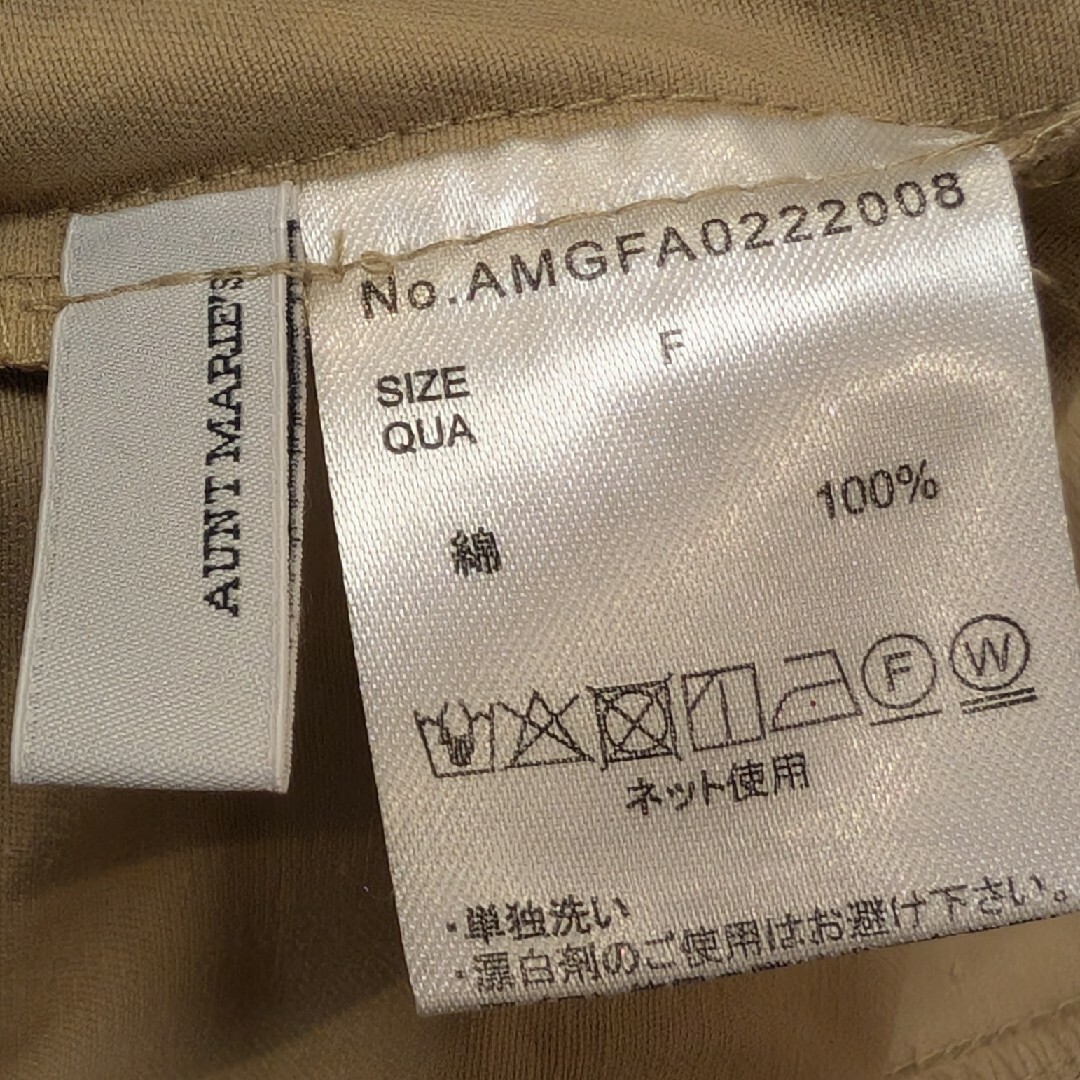 AUNT MARIE'S
No.AMGFA0222008
SIZE F
QUA
綿 100%
F W
ネット使用
・単独洗い
・漂白剤のご使用はお避け下さい。